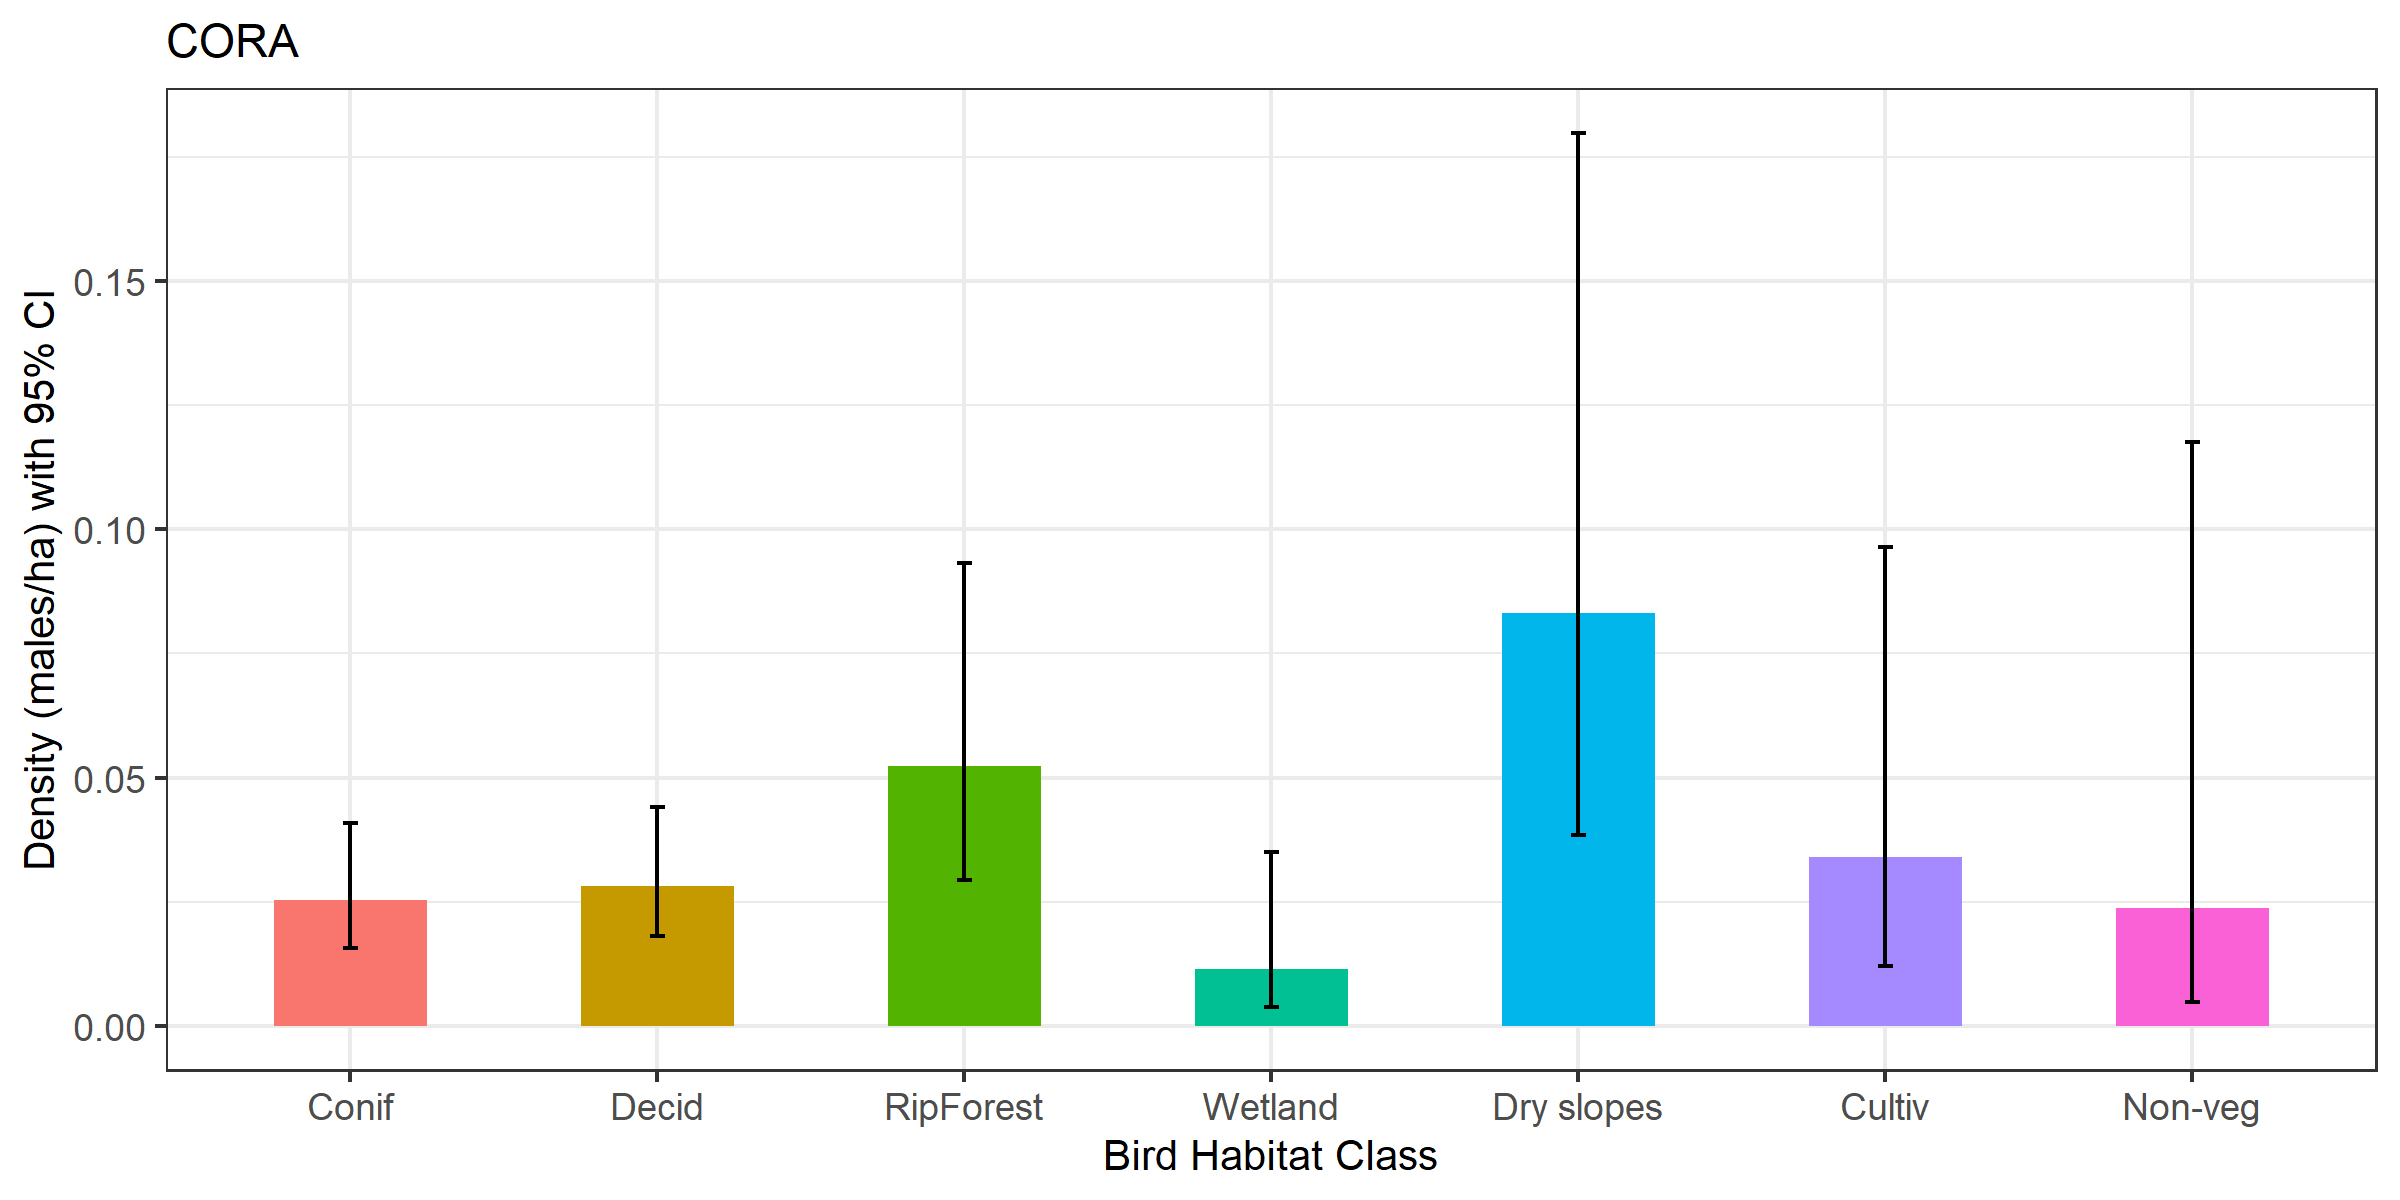 CORA
Density (males/ha) with 95% CI
0.15
0.10
0.05
0.00
Conif Decid RipForest Wetland Dry slopes Cultiv Non-veg
Bird Habitat Class